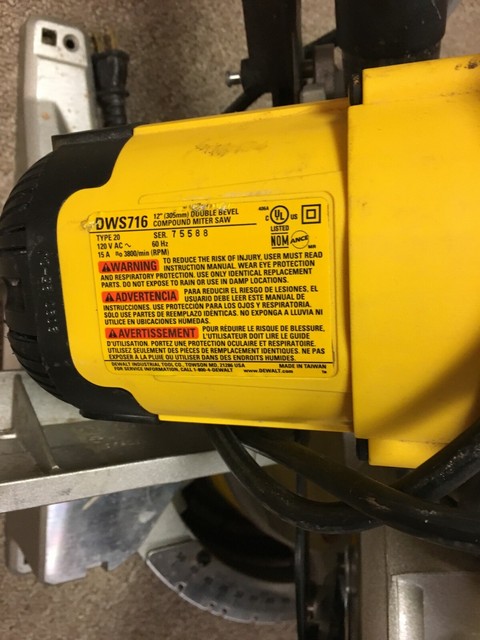 DWS716 12" (305mm) DOUBLE BEVEL
COMPOUND MITER SAW
TYPE 20 SER. 75588
120 V AC ~ 60 Hz
15 A n₀ 3800/min (RPM)
C UL US
LISTED
NOM ANCE
⚠WARNING TO REDUCE THE RISK OF INJURY, USER MUST READ
INSTRUCTION MANUAL. WEAR EYE PROTECTION
AND RESPIRATORY PROTECTION. USE ONLY IDENTICAL REPLACEMENT
PARTS. DO NOT EXPOSE TO RAIN OR USE IN DAMP LOCATIONS.
⚠ADVERTENCIA PARA REDUCIR EL RIESGO DE LESIONES, EL
USUARIO DEBE LEER ESTE MANUAL DE
INSTRUCCIONES. USE PROTECCIÓN PARA LOS OJOS Y RESPIRATORIA.
SÓLO USE PARTES DE REEMPLAZO IDÉNTICAS. NO EXPONGA A LLUVIA NI
UTILICE EN UBICACIONES HÚMEDAS.
⚠AVERTISSEMENT POUR RÉDUIRE LE RISQUE DE BLESSURE,
L'UTILISATEUR DOIT LIRE LE GUIDE
D'UTILISATION. PORTEZ UNE PROTECTION OCULAIRE ET RESPIRATOIRE.
UTILISEZ SEULEMENT DES PIÈCES DE REMPLACEMENT IDENTIQUES. NE PAS
EXPOSER À LA PLUIE OU UTILISER DANS DES ENDROITS HUMIDES.
DEWALT INDUSTRIAL TOOL CO., TOWSON MD. 21286 USA MADE IN TAIWAN
FOR SERVICE INFORMATION, CALL 1-800-4-DEWALT www.DEWALT.com